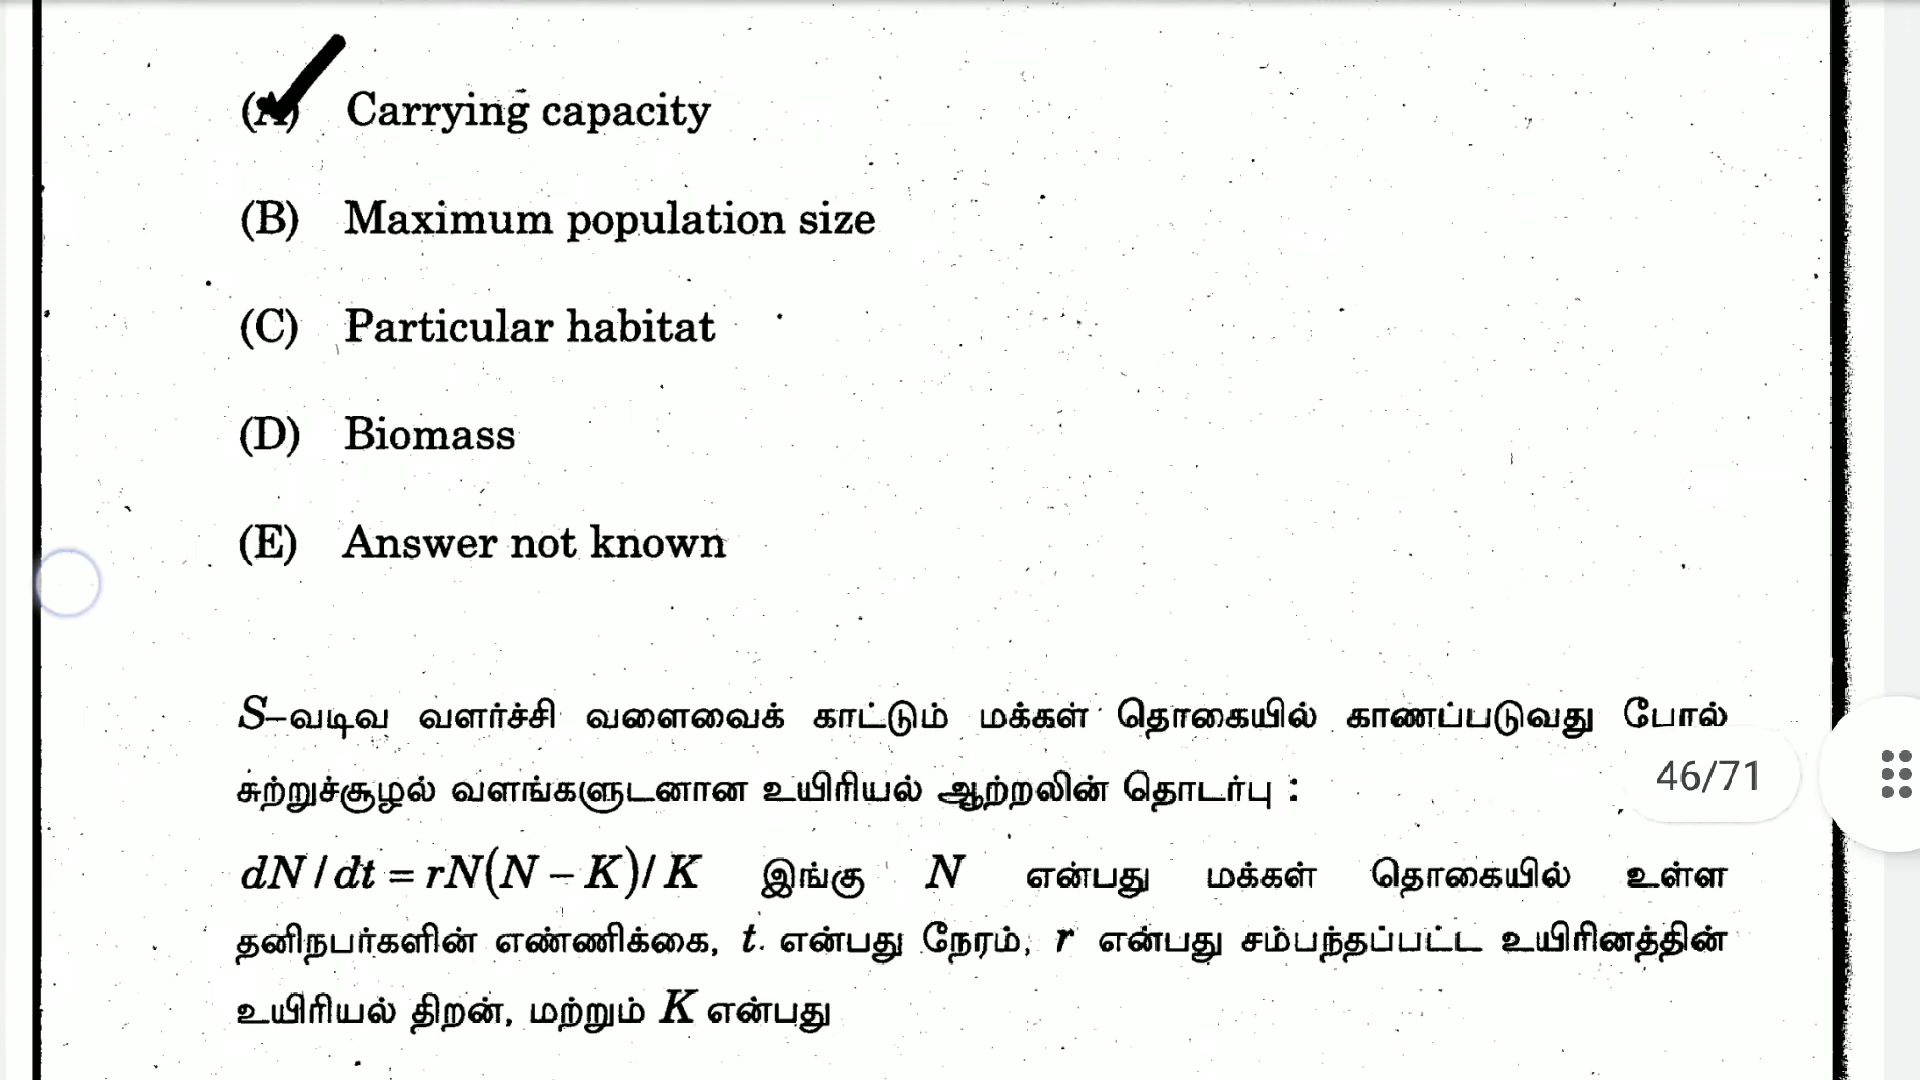 (A) Carrying capacity
(B) Maximum population size
(C) Particular habitat
(D) Biomass
(E) Answer not known
S–வடிவ வளர்ச்சி வளைவைக் காட்டும் மக்கள் தொகையில் காணப்படுவது போல்
சுற்றுச்சூழல் வளங்களுடனான உயிரியல் ஆற்றலின் தொடர்பு :
46/71
dN / dt = rN(N – K)/ K இங்கு N என்பது மக்கள் தொகையில் உள்ள
தனிநபர்களின் எண்ணிக்கை, t என்பது நேரம், r என்பது சம்பந்தப்பட்ட உயிரினத்தின்
உயிரியல் திறன், மற்றும் K என்பது